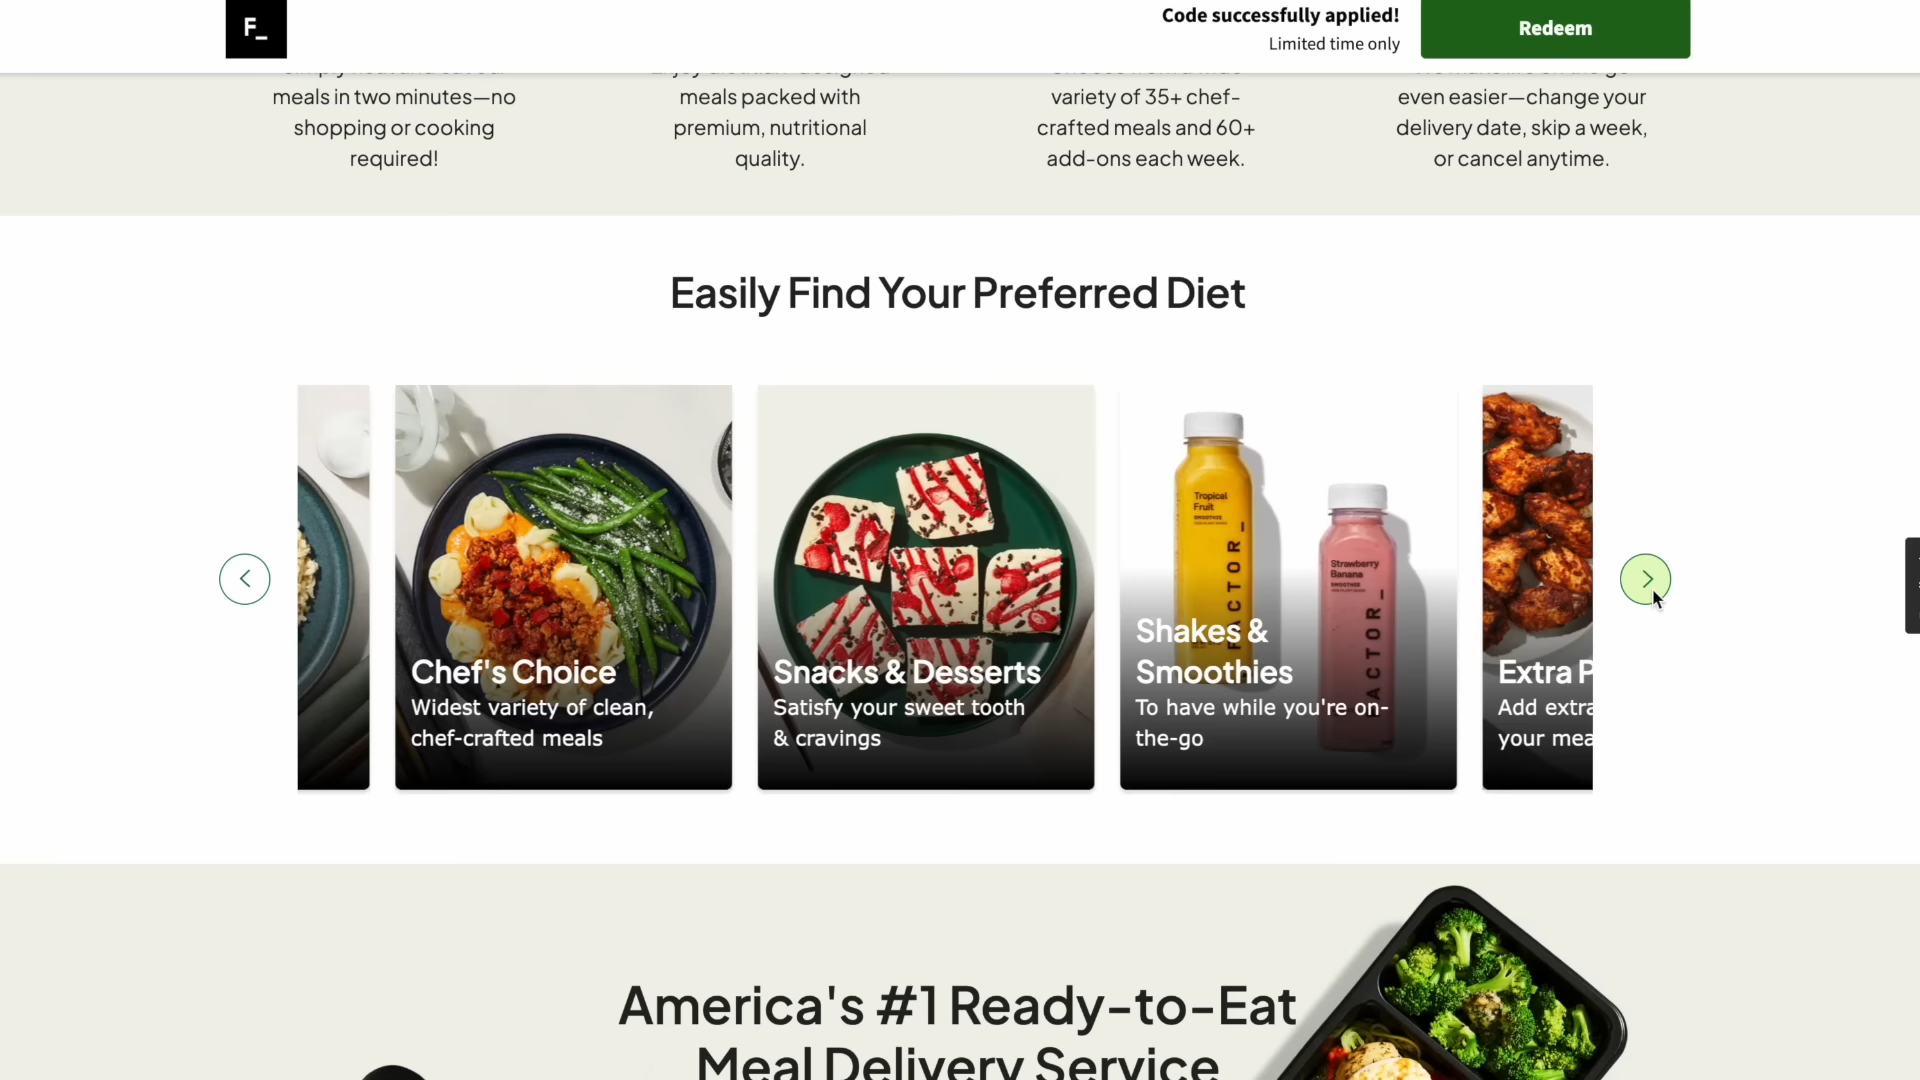 F_
Code successfully applied!
Limited time only
Redeem
meals in two minutes—no
shopping or cooking
required!
meals packed with
premium, nutritional
quality.
variety of 35+ chef-
crafted meals and 60+
add-ons each week.
even easier—change your
delivery date, skip a week,
or cancel anytime.
Easily Find Your Preferred Diet
Chef's Choice
Widest variety of clean,
chef-crafted meals
Snacks & Desserts
Satisfy your sweet tooth
& cravings
Tropical
Fruit
SMOOTHIE
FACTOR_
Strawberry
Banana
SMOOTHIE
FACTOR_
Shakes &
Smoothies
To have while you're on-
the-go
Extra P
Add extra
your mea
America's #1 Ready-to-Eat
Meal Delivery Service